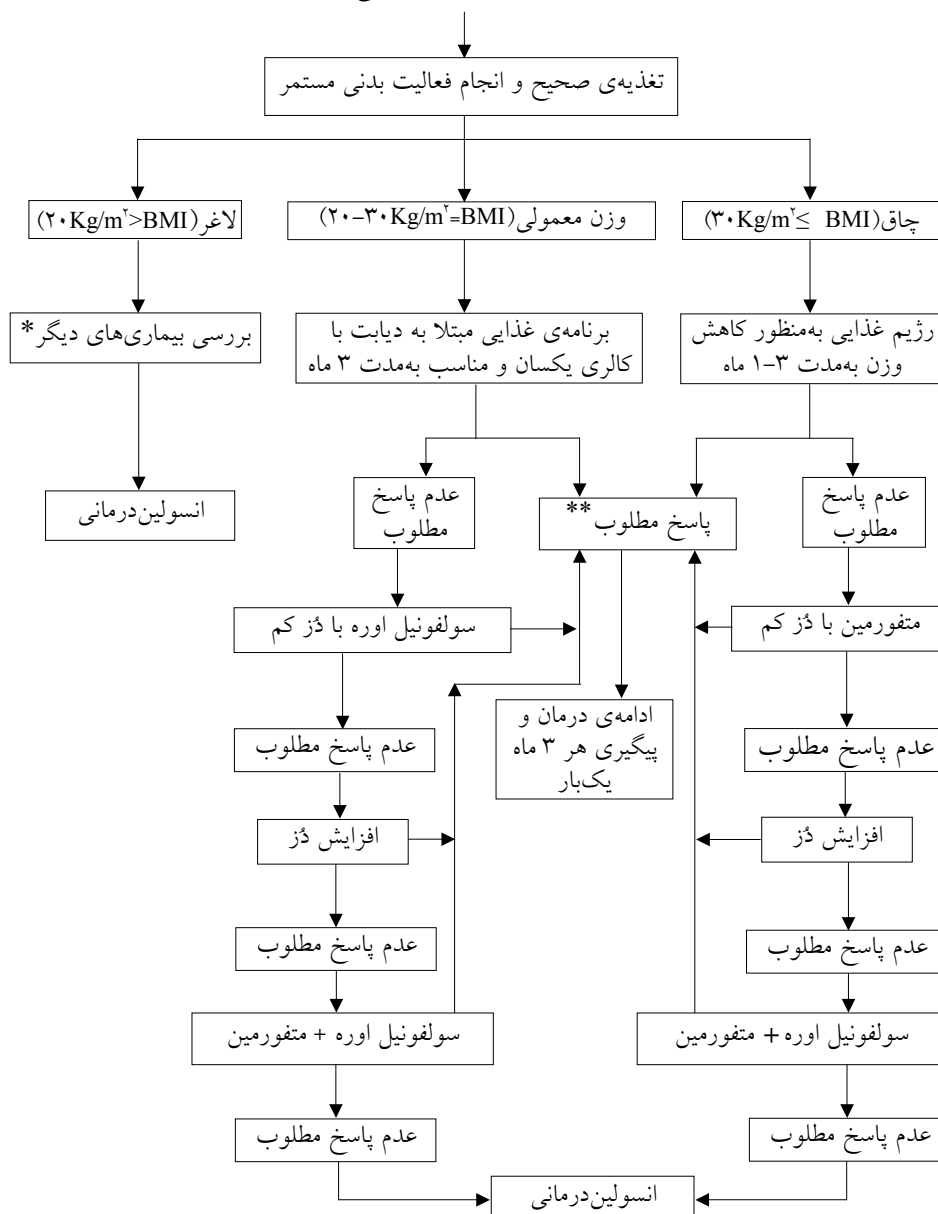 تغذیه‌ی صحیح و انجام فعالیت بدنی مستمر
چاق(۳۰Kg/m۲≤ BMI)
وزن معمولی(۲۰-۳۰Kg/m۲=BMI)
لاغر(۲۰Kg/m۲>BMI)
رژیم غذایی به‌منظور کاهش
وزن به‌مدت ۳-۱ ماه
برنامه‌ی غذایی مبتلا به دیابت با
کالری یکسان و مناسب به‌مدت ۳ ماه
بررسی بیماری‌های دیگر*
عدم پاسخ
مطلوب
پاسخ مطلوب**
عدم پاسخ
مطلوب
انسولین‌درمانی
متفورمین با دُز کم
سولفونیل اوره با دُز کم
ادامه‌ی درمان و
پیگیری هر ۳ ماه
یک‌بار
عدم پاسخ مطلوب
عدم پاسخ مطلوب
افزایش دُز
افزایش دُز
عدم پاسخ مطلوب
عدم پاسخ مطلوب
سولفونیل اوره + متفورمین
سولفونیل اوره + متفورمین
عدم پاسخ مطلوب
عدم پاسخ مطلوب
انسولین‌درمانی